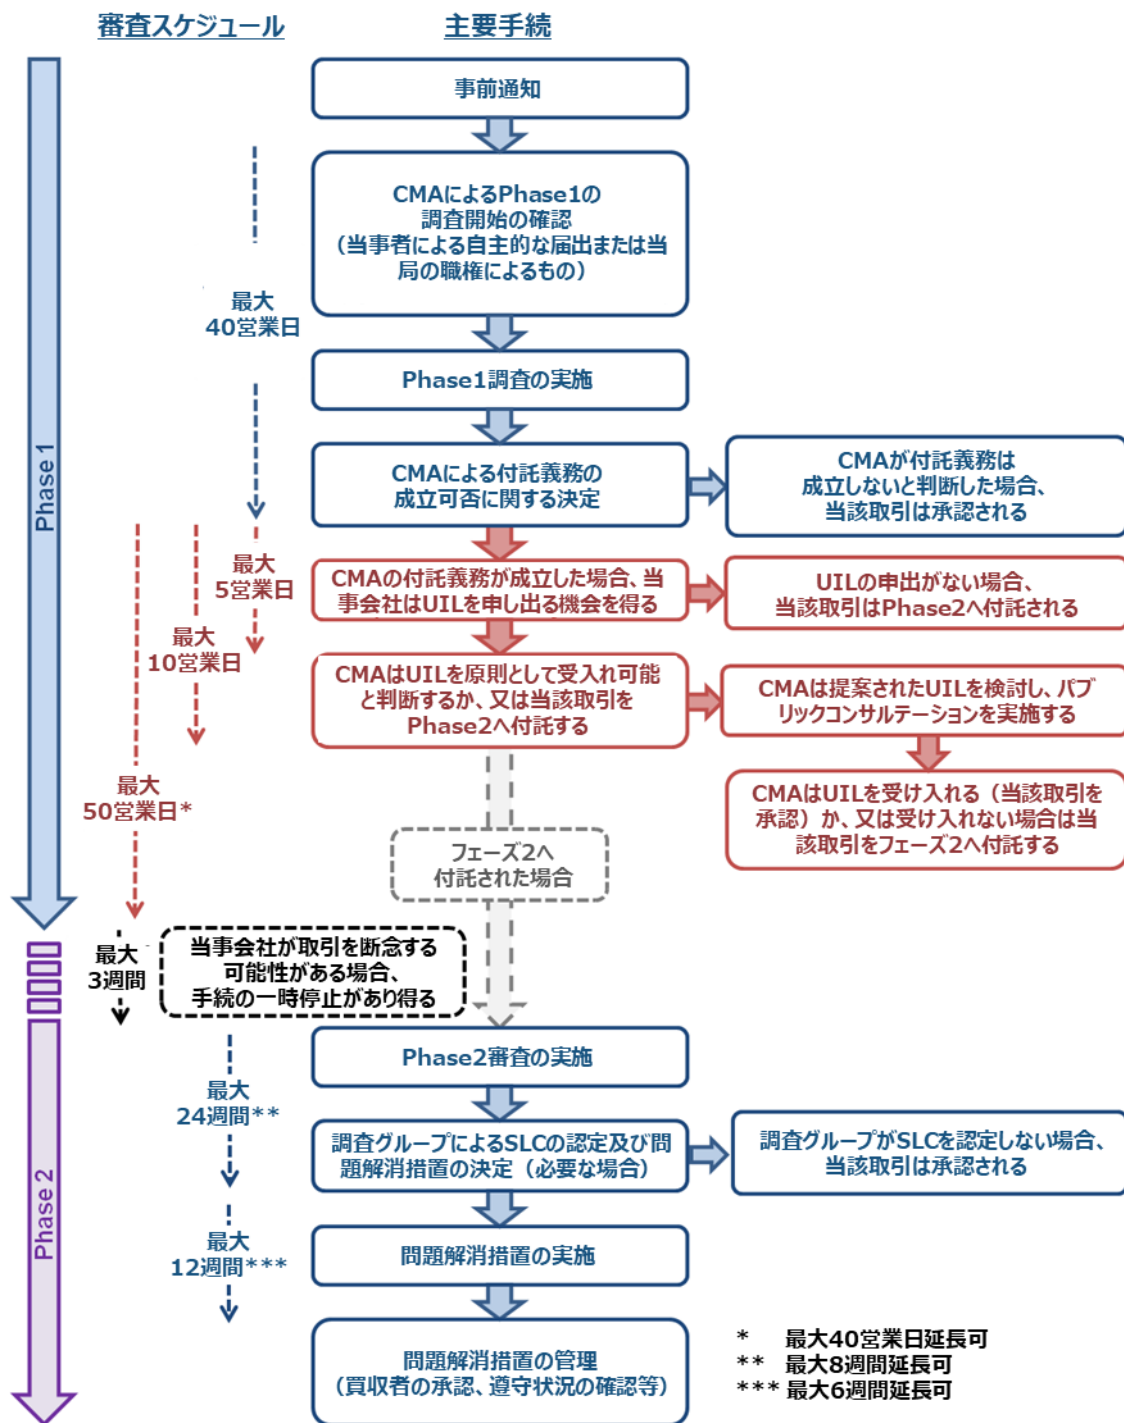 審査スケジュール
主要手続
事前通知
CMAによるPhase1の
調査開始の確認
（当事者による自主的な届出または当
局の職権によるもの）
最大
40営業日
Phase1調査の実施
Phase 1
CMAによる付託義務の
成立可否に関する決定
CMAが付託義務は
成立しないと判断した場合、
当該取引は承認される
最大
5営業日
CMAの付託義務が成立した場合、当
事会社はUILを申し出る機会を得る
UILの申出がない場合、
当該取引はPhase2へ付託される
最大
10営業日
CMAはUILを原則として受入れ可能
と判断するか、又は当該取引を
Phase2へ付託する
CMAは提案されたUILを検討し、パブ
リックコンサルテーションを実施する
最大
50営業日*
CMAはUILを受け入れる（当該取引を
承認）か、又は受け入れない場合は当
該取引をフェーズ2へ付託する
フェーズ2へ
付託された場合
最大
3週間
当事会社が取引を断念する
可能性がある場合、
手続の一時停止があり得る
Phase2審査の実施
最大
24週間**
調査グループによるSLCの認定及び問
題解消措置の決定（必要な場合）
調査グループがSLCを認定しない場合、
当該取引は承認される
Phase 2
最大
12週間***
問題解消措置の実施
問題解消措置の管理
（買収者の承認、遵守状況の確認等）
* 最大40営業日延長可
** 最大8週間延長可
*** 最大6週間延長可